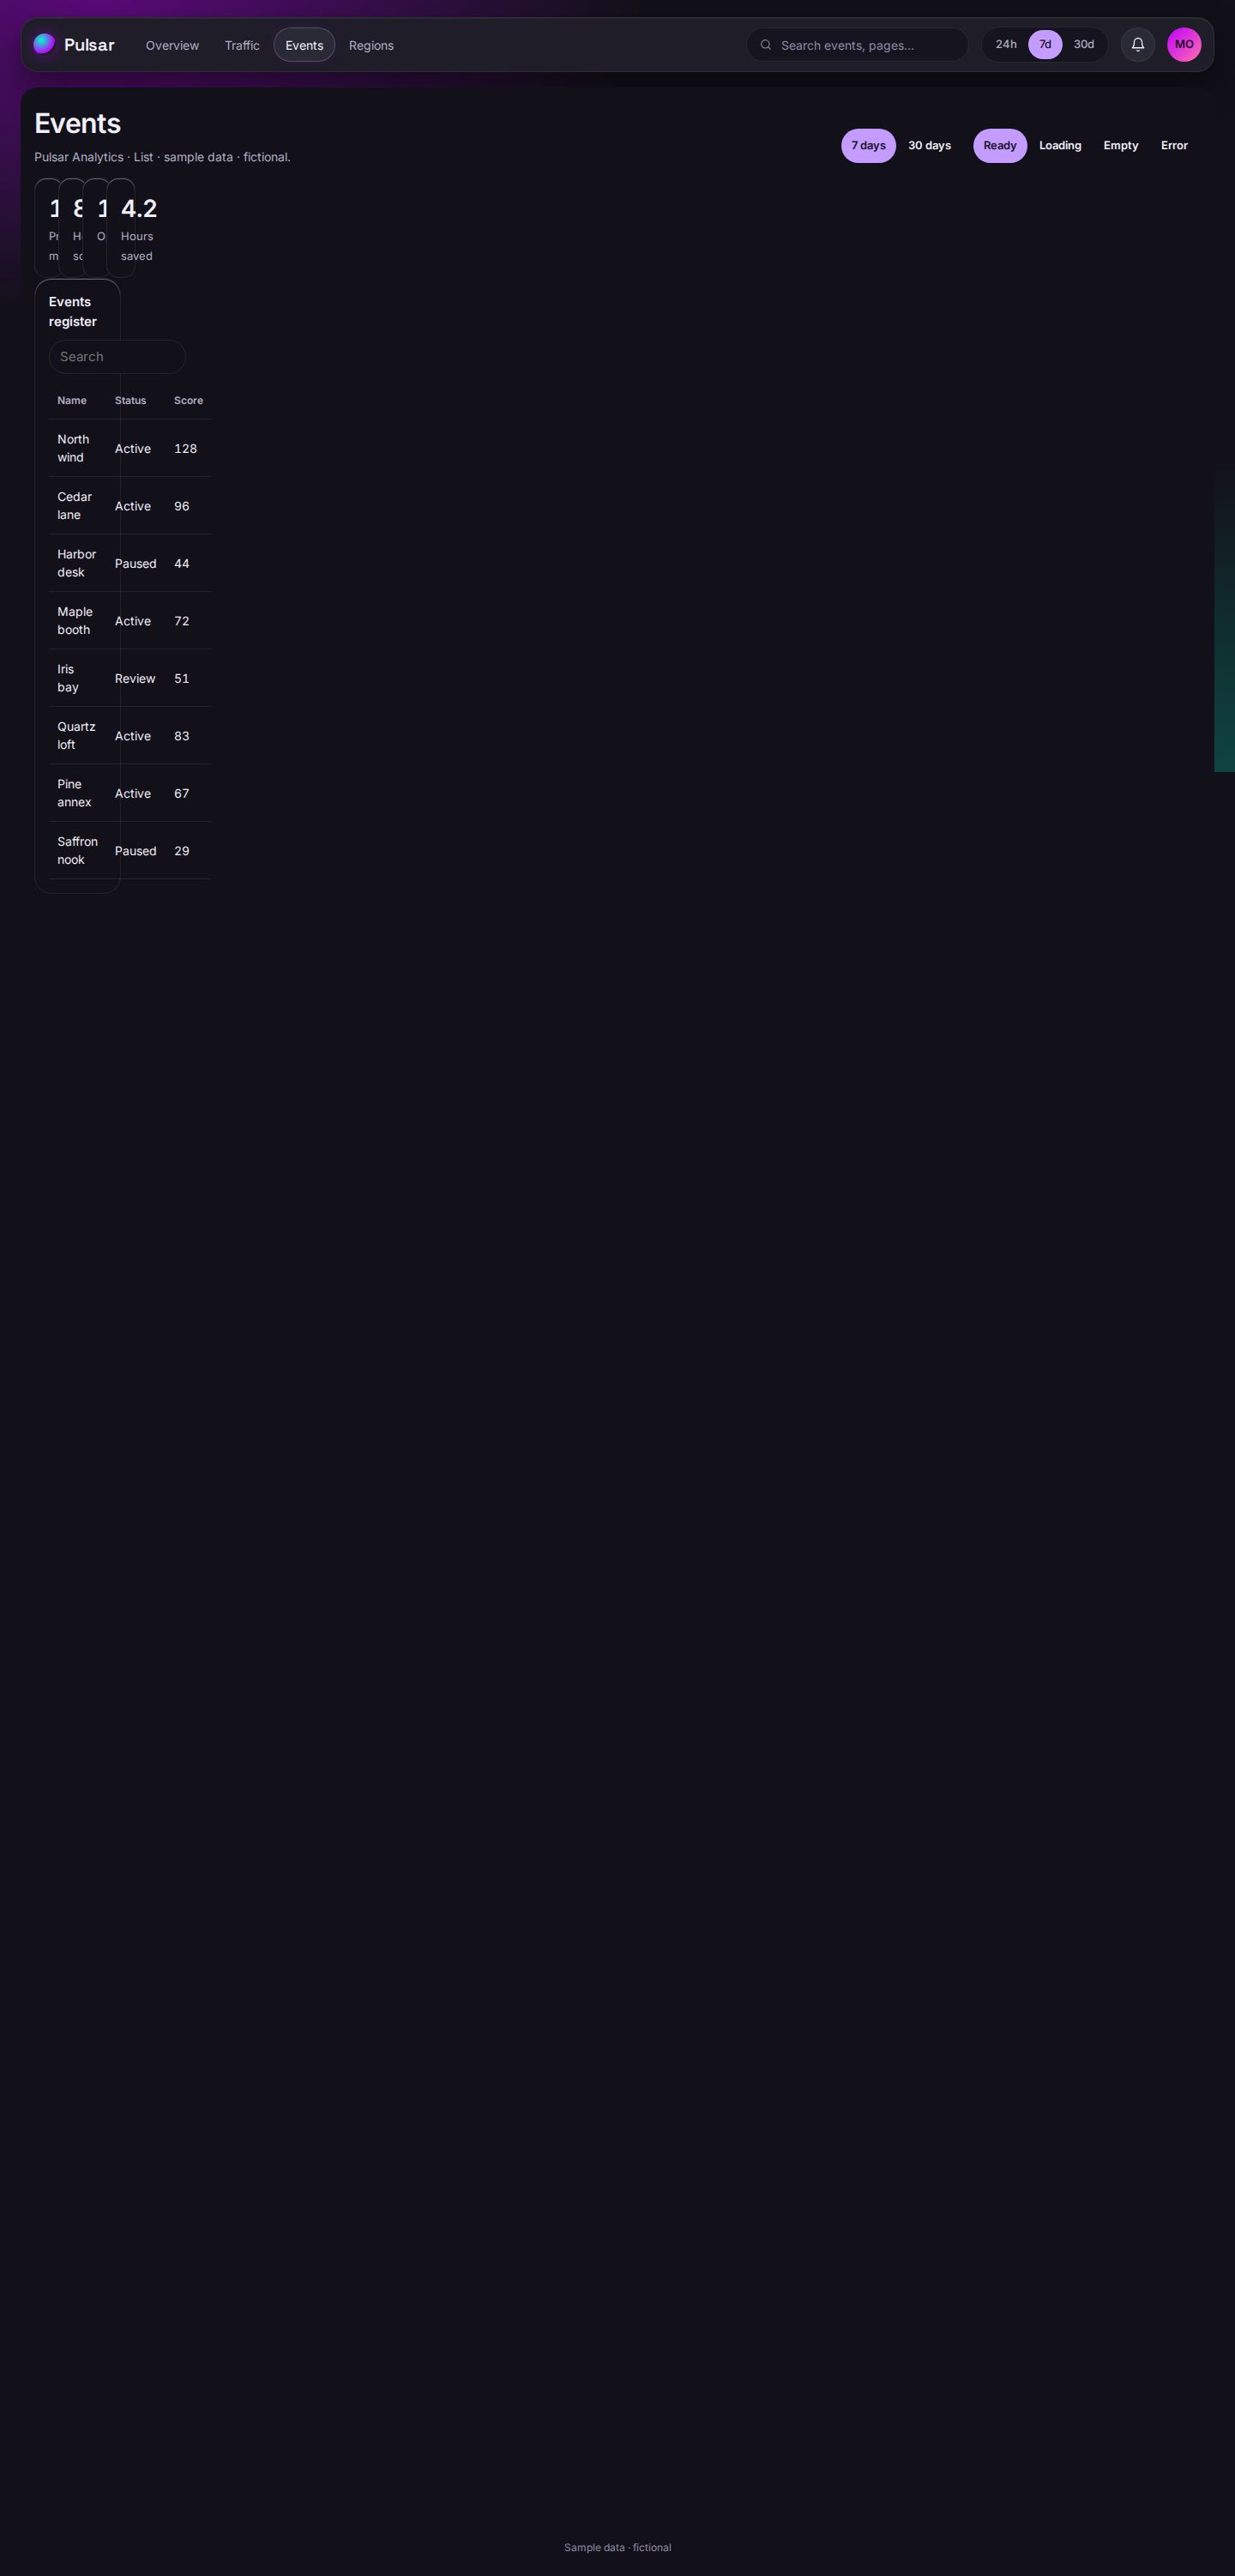 Pulsar Overview Traffic Events Regions Search events, pages... 24h 7d 30d MO
Events
Pulsar Analytics · List · sample data · fictional.
7 days 30 days Ready Loading Empty Error
4.2
Hours
saved
Events
register
Search
Name Status Score
North
wind
Active 128
Cedar
lane
Active 96
Harbor
desk
Paused 44
Maple
booth
Active 72
Iris
bay
Review 51
Quartz
loft
Active 83
Pine
annex
Active 67
Saffron
nook
Paused 29
Sample data · fictional